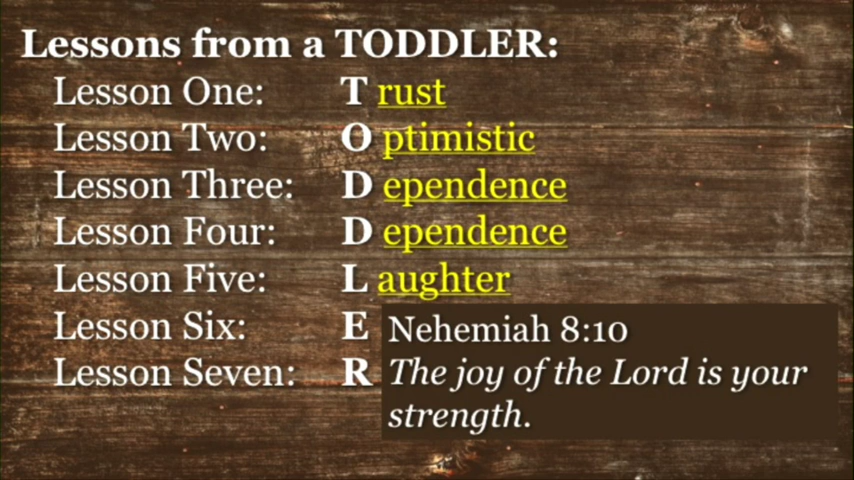 Lessons from a TODDLER:
Lesson One: T rust
Lesson Two: O ptimistic
Lesson Three: D ependence
Lesson Four: D ependence
Lesson Five: L aughter
Lesson Six: E
Lesson Seven: R
Nehemiah 8:10
The joy of the Lord is your
strength.